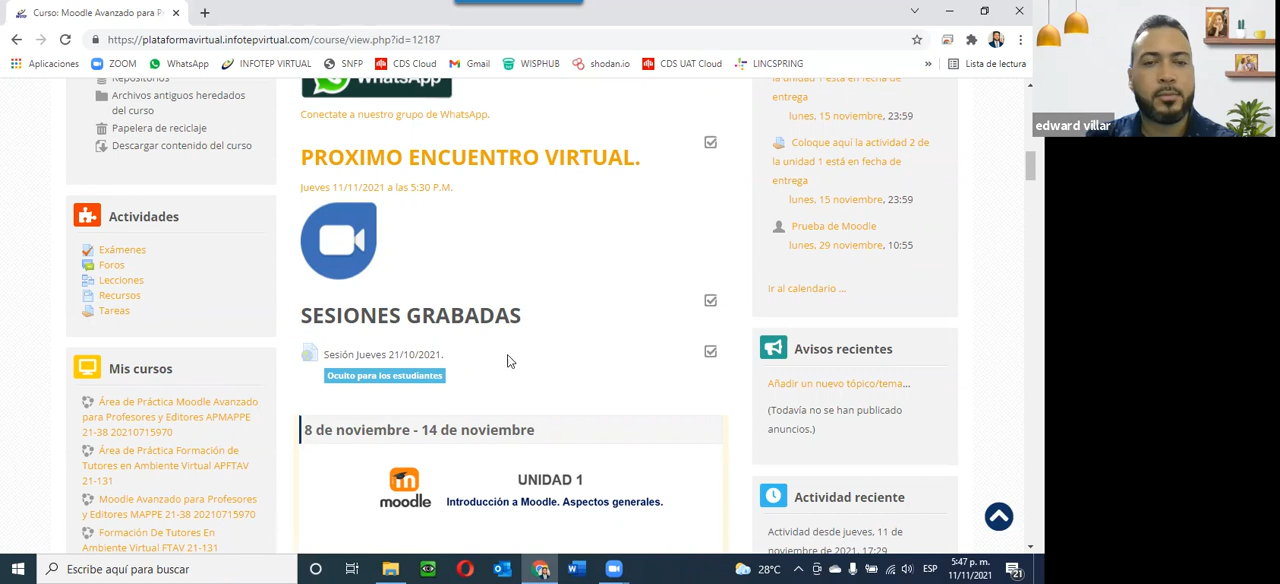 Curso: Moodle Avanzado para P
https://plataformavirtual.infotepvirtual.com/course/view.php?id=12187
Aplicaciones
ZOOM
WhatsApp
INFOTEP VIRTUAL
SNFP
CDS Cloud
Gmail
WISPHUB
shodan.io
CDS UAT Cloud
LINCSPRING
»
Lista de lectura
Repositorios
Archivos antiguos heredados
del curso
Papelera de reciclaje
Descargar contenido del curso
Actividades
Exámenes
Foros
Lecciones
Recursos
Tareas
Mis cursos
Área de Práctica Moodle Avanzado
para Profesores y Editores APMAPPE
21-38 20210715970
Área de Práctica Formación de
Tutores en Ambiente Virtual APFTAV
21-131
Moodle Avanzado para Profesores
y Editores MAPPE 21-38 20210715970
Formación De Tutores En
Ambiente Virtual FTAV 21-131
WhatsApp
Conectate a nuestro grupo de WhatsApp.
PROXIMO ENCUENTRO VIRTUAL.
Jueves 11/11/2021 a las 5:30 P.M.
SESIONES GRABADAS
Sesión Jueves 21/10/2021.
Oculto para los estudiantes
8 de noviembre - 14 de noviembre
moodle
UNIDAD 1
Introducción a Moodle. Aspectos generales.
la unidad 1 está en fecha de
entrega
lunes, 15 noviembre, 23:59
Coloque aquí la actividad 2 de
la unidad 1 está en fecha de
entrega
lunes, 15 noviembre, 23:59
Prueba de Moodle
lunes, 29 noviembre, 10:55
Ir al calendario ...
Avisos recientes
Añadir un nuevo tópico/tema...
(Todavía no se han publicado
anuncios.)
Actividad reciente
Actividad desde jueves, 11 de
noviembre de 2021, 17:29
edward villar
Escribe aquí para buscar
28°C
ESP
5:47 p. m.
11/11/2021
21